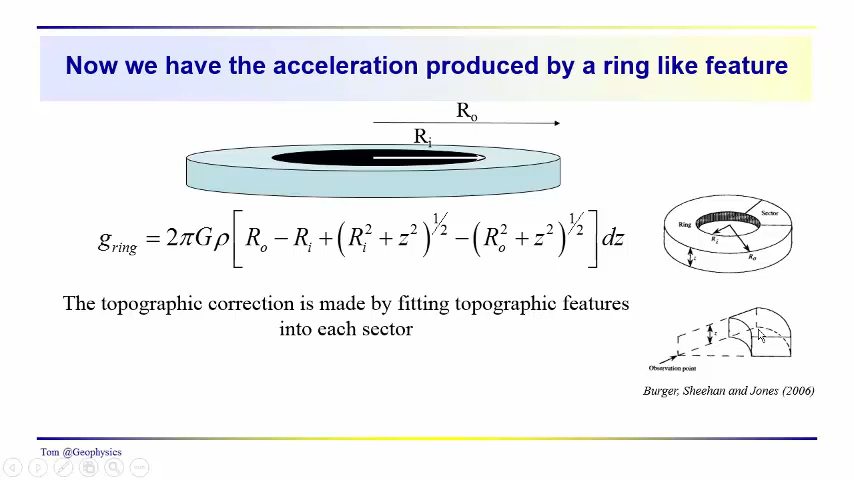 Now we have the acceleration produced by a ring like feature
Rₒ
Rᵢ
g_ring = 2πGρ[Rₒ − Rᵢ + (Rᵢ² + z²)^1/2 − (Rₒ² + z²)^1/2]dz
Sector
Ring
Rᵢ
Rₒ
z
The topographic correction is made by fitting topographic features
into each sector
z
Observation point
Burger, Sheehan and Jones (2006)
Tom @Geophysics